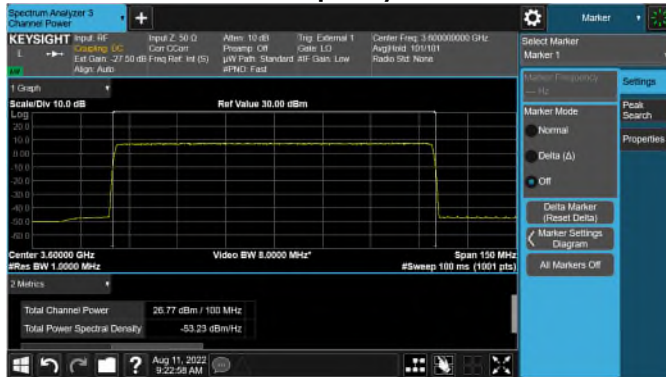 Spectrum Analyzer 3
Channel Power
Marker
KEYSIGHT
Input: RF
Coupling: DC
Ext Gain: -27.50 dB
Align: Auto
Input Z: 50 Ω
Corr CCorr
Freq Ref: Int (S)
Atten: 10 dB
Preamp: Off
µW Path: Standard
#PNO: Fast
Trig: External 1
Gate: LO
#IF Gain: Low
Center Freq: 3.600000000 GHz
Avg|Hold: 101/101
Radio Std: None
L
1 Graph
Scale/Div 10.0 dB
Ref Value 30.00 dBm
Log
20.0
10.0
0.00
-10.0
-20.0
-30.0
-40.0
-50.0
-60.0
Center 3.60000 GHz
#Res BW 1.0000 MHz
Video BW 8.0000 MHz*
Span 150 MHz
#Sweep 100 ms (1001 pts)
2 Metrics
Total Channel Power 26.77 dBm / 100 MHz
Total Power Spectral Density -53.23 dBm/Hz
Aug 11, 2022
9:22:58 AM
?
Select Marker
Marker 1
Marker Frequency
--- Hz
Marker Mode
Normal
Delta (Δ)
Off
Delta Marker
(Reset Delta)
Marker Settings
Diagram
All Markers Off
Settings
Peak
Search
Properties